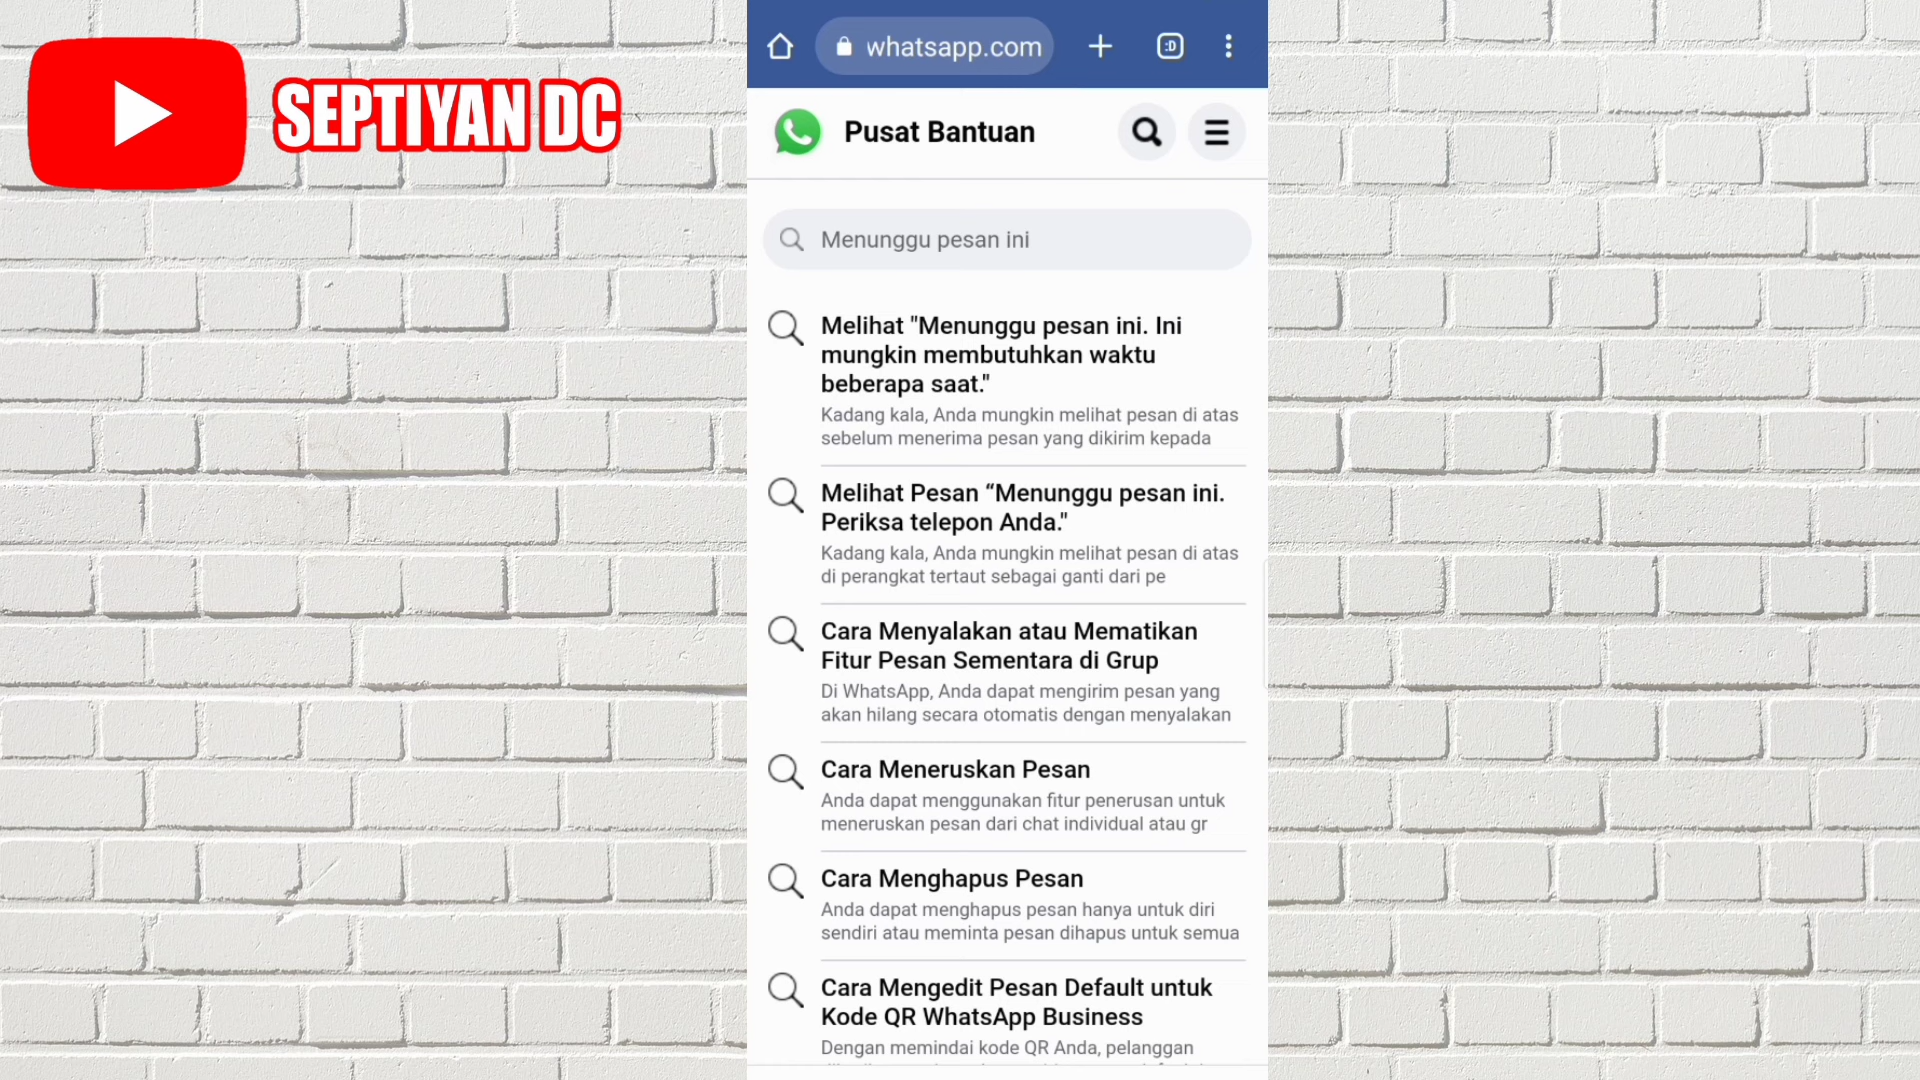 SEPTIYAN DC
whatsapp.com
:D
Pusat Bantuan
Menunggu pesan ini
Melihat "Menunggu pesan ini. Ini
mungkin membutuhkan waktu
beberapa saat."
Kadang kala, Anda mungkin melihat pesan di atas
sebelum menerima pesan yang dikirim kepada
Melihat Pesan “Menunggu pesan ini.
Periksa telepon Anda."
Kadang kala, Anda mungkin melihat pesan di atas
di perangkat tertaut sebagai ganti dari pe
Cara Menyalakan atau Mematikan
Fitur Pesan Sementara di Grup
Di WhatsApp, Anda dapat mengirim pesan yang
akan hilang secara otomatis dengan menyalakan
Cara Meneruskan Pesan
Anda dapat menggunakan fitur penerusan untuk
meneruskan pesan dari chat individual atau gr
Cara Menghapus Pesan
Anda dapat menghapus pesan hanya untuk diri
sendiri atau meminta pesan dihapus untuk semua
Cara Mengedit Pesan Default untuk
Kode QR WhatsApp Business
Dengan memindai kode QR Anda, pelanggan